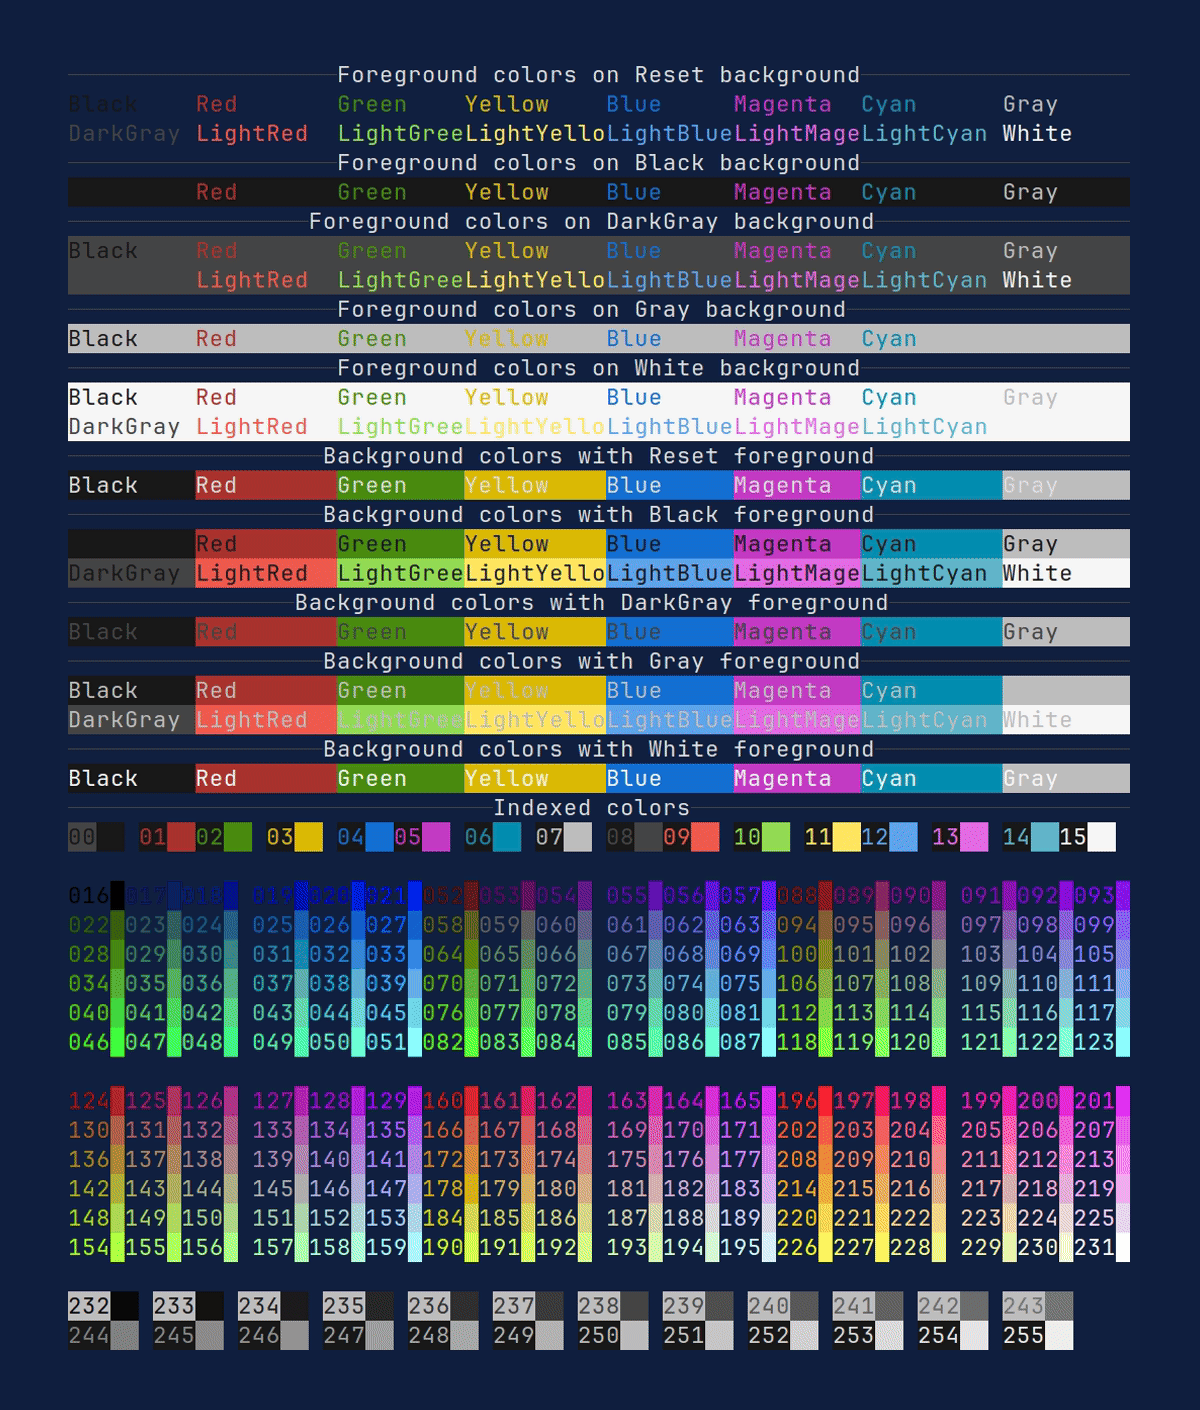 Foreground colors on Reset background
Black Red Green Yellow Blue Magenta Cyan Gray
DarkGray LightRed LightGreeLightYelloLightBlueLightMageLightCyan White
Foreground colors on Black background
Red Green Yellow Blue Magenta Cyan Gray
Foreground colors on DarkGray background
Black Red Green Yellow Blue Magenta Cyan Gray
LightRed LightGreeLightYelloLightBlueLightMageLightCyan White
Foreground colors on Gray background
Black Red Green Yellow Blue Magenta Cyan
Foreground colors on White background
Black Red Green Yellow Blue Magenta Cyan Gray
DarkGray LightRed LightGreeLightYelloLightBlueLightMageLightCyan
Background colors with Reset foreground
Black Red Green Yellow Blue Magenta Cyan Gray
Background colors with Black foreground
Red Green Yellow Blue Magenta Cyan Gray
DarkGray LightRed LightGreeLightYelloLightBlueLightMageLightCyan White
Background colors with DarkGray foreground
Black Red Green Yellow Blue Magenta Cyan Gray
Background colors with Gray foreground
Black Red Green Yellow Blue Magenta Cyan
DarkGray LightRed LightGreeLightYelloLightBlueLightMageLightCyan White
Background colors with White foreground
Black Red Green Yellow Blue Magenta Cyan Gray
Indexed colors
00 01 02 03 04 05 06 07 08 09 10 11 12 13 14 15
016 017 018 019 020 021 052 053 054 055 056 057 088 089 090 091 092 093
022 023 024 025 026 027 058 059 060 061 062 063 094 095 096 097 098 099
028 029 030 031 032 033 064 065 066 067 068 069 100 101 102 103 104 105
034 035 036 037 038 039 070 071 072 073 074 075 106 107 108 109 110 111
040 041 042 043 044 045 076 077 078 079 080 081 112 113 114 115 116 117
046 047 048 049 050 051 082 083 084 085 086 087 118 119 120 121 122 123
124 125 126 127 128 129 160 161 162 163 164 165 196 197 198 199 200 201
130 131 132 133 134 135 166 167 168 169 170 171 202 203 204 205 206 207
136 137 138 139 140 141 172 173 174 175 176 177 208 209 210 211 212 213
142 143 144 145 146 147 178 179 180 181 182 183 214 215 216 217 218 219
148 149 150 151 152 153 184 185 186 187 188 189 220 221 222 223 224 225
154 155 156 157 158 159 190 191 192 193 194 195 226 227 228 229 230 231
232 233 234 235 236 237 238 239 240 241 242 243
244 245 246 247 248 249 250 251 252 253 254 255